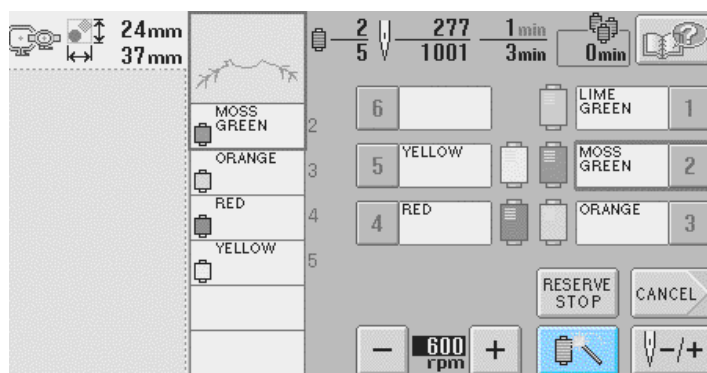 24mm
37mm
2
5
277
1001
1min
3min
0min
?
MOSS
GREEN
2
ORANGE
3
RED
4
YELLOW
5
6
LIME
GREEN
1
5
YELLOW
MOSS
GREEN
2
4
RED
ORANGE
3
RESERVE
STOP
CANCEL
−
600
rpm
+
−/+